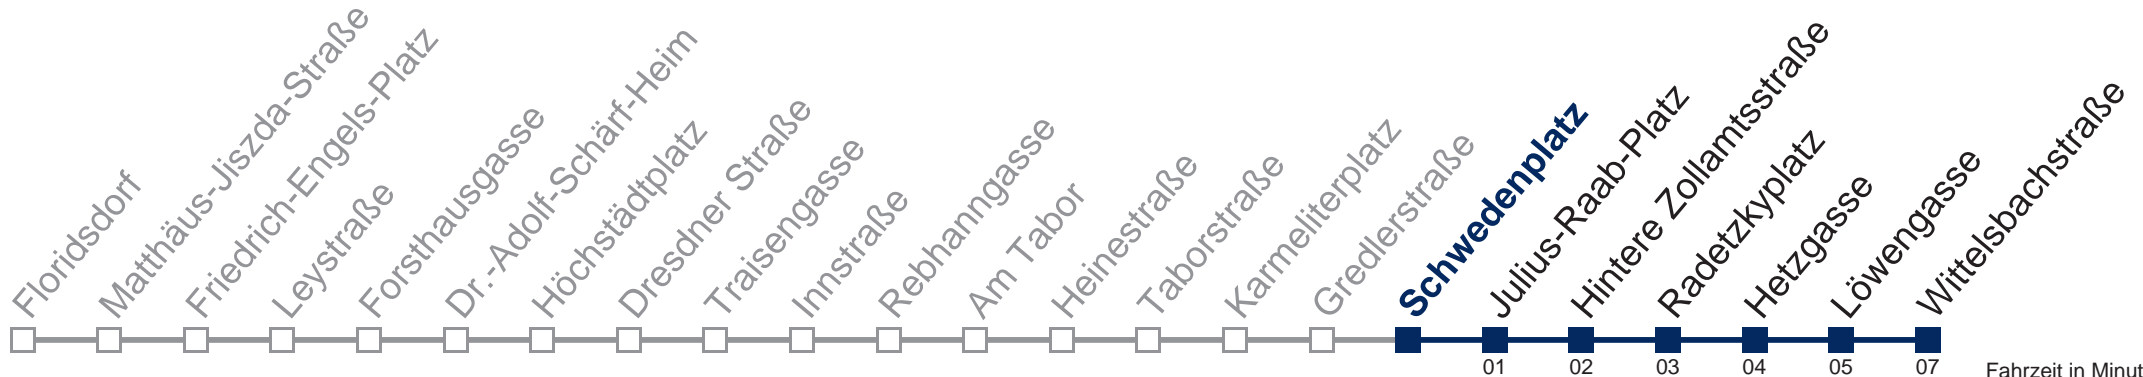 Floridsdorf
Matthäus-Jiszda-Straße
Friedrich-Engels-Platz
Leystraße
Forsthausgasse
Dr.-Adolf-Schärf-Heim
Höchstädtplatz
Dresdner Straße
Traisengasse
Innstraße
Rebhanngasse
Am Tabor
Heinestraße
Taborstraße
Karmeliterplatz
Gredlerstraße
Schwedenplatz
Julius-Raab-Platz
Hintere Zollamtsstraße
Radetzkyplatz
Hetzgasse
Löwengasse
Wittelsbachstraße
01 02 03 04 05 07
Fahrzeit in Minut